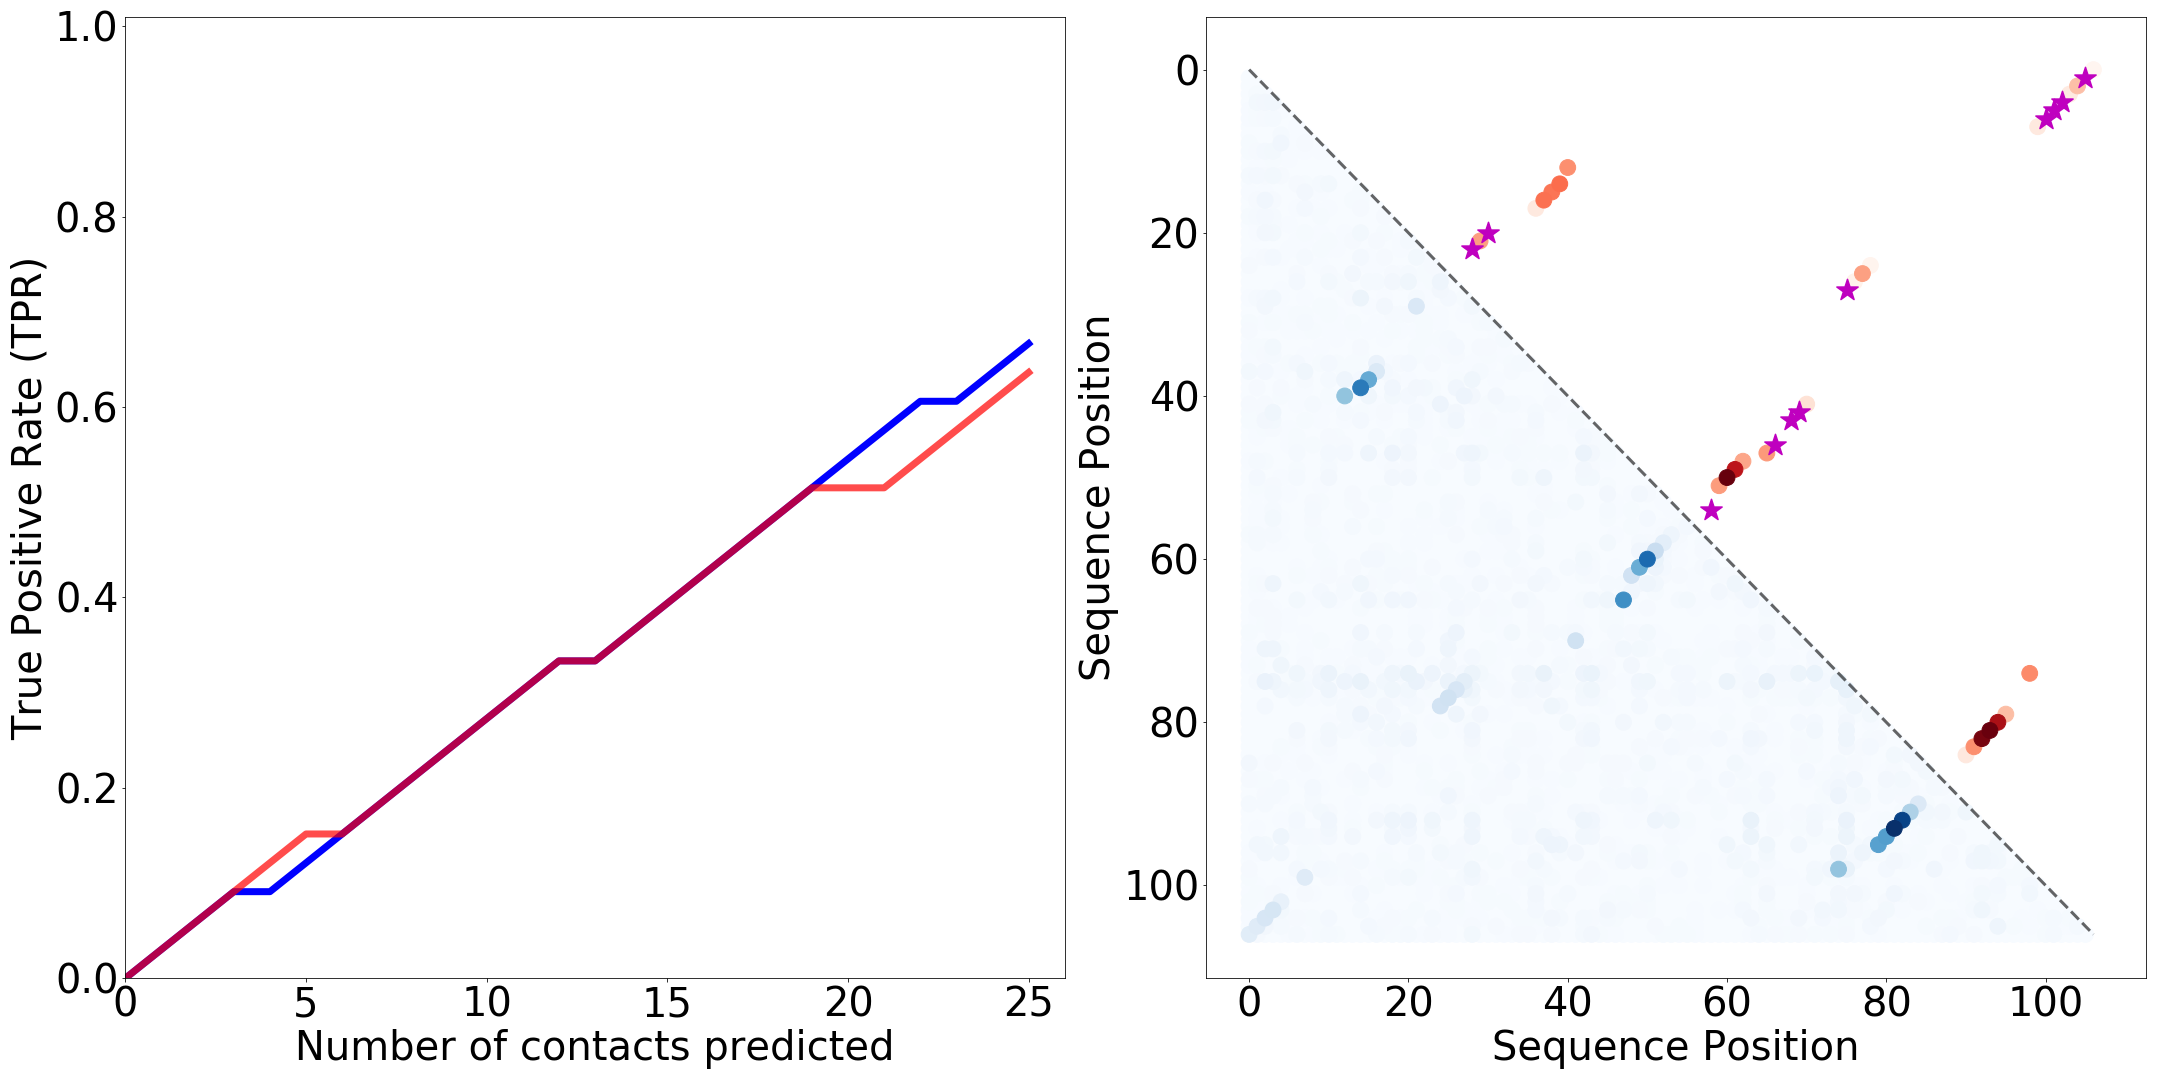 True Positive Rate (TPR)
1.0
0.8
0.6
0.4
0.2
0.0
0 5 10 15 20 25
Number of contacts predicted
Sequence Position
0
20
40
60
80
100
0 20 40 60 80 100
Sequence Position